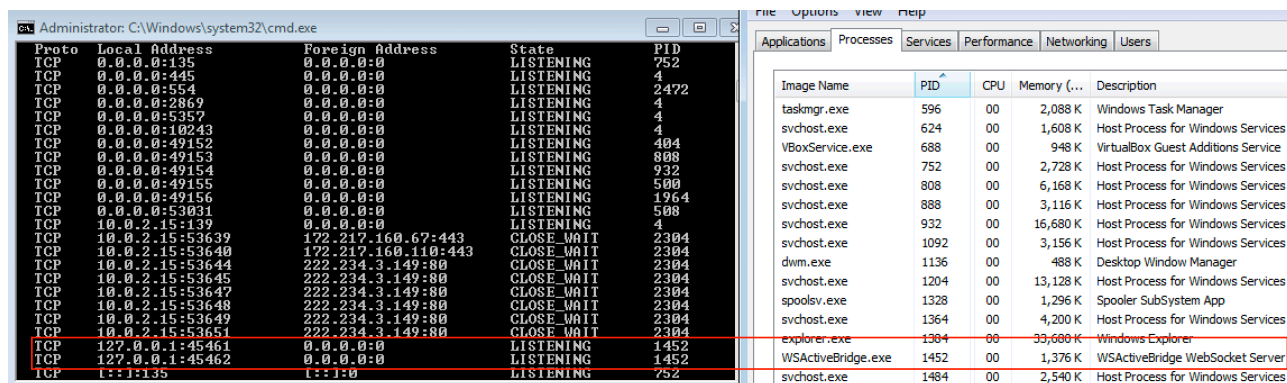 Administrator: C:\Windows\system32\cmd.exe
Proto Local Address Foreign Address State PID
TCP 0.0.0.0:135 0.0.0.0:0 LISTENING 752
TCP 0.0.0.0:445 0.0.0.0:0 LISTENING 4
TCP 0.0.0.0:554 0.0.0.0:0 LISTENING 2472
TCP 0.0.0.0:2869 0.0.0.0:0 LISTENING 4
TCP 0.0.0.0:5357 0.0.0.0:0 LISTENING 4
TCP 0.0.0.0:10243 0.0.0.0:0 LISTENING 4
TCP 0.0.0.0:49152 0.0.0.0:0 LISTENING 404
TCP 0.0.0.0:49153 0.0.0.0:0 LISTENING 808
TCP 0.0.0.0:49154 0.0.0.0:0 LISTENING 932
TCP 0.0.0.0:49155 0.0.0.0:0 LISTENING 500
TCP 0.0.0.0:49156 0.0.0.0:0 LISTENING 1964
TCP 0.0.0.0:53031 0.0.0.0:0 LISTENING 508
TCP 10.0.2.15:139 0.0.0.0:0 LISTENING 4
TCP 10.0.2.15:53639 172.217.160.67:443 CLOSE_WAIT 2304
TCP 10.0.2.15:53640 172.217.160.110:443 CLOSE_WAIT 2304
TCP 10.0.2.15:53644 222.234.3.149:80 CLOSE_WAIT 2304
TCP 10.0.2.15:53645 222.234.3.149:80 CLOSE_WAIT 2304
TCP 10.0.2.15:53647 222.234.3.149:80 CLOSE_WAIT 2304
TCP 10.0.2.15:53648 222.234.3.149:80 CLOSE_WAIT 2304
TCP 10.0.2.15:53649 222.234.3.149:80 CLOSE_WAIT 2304
TCP 10.0.2.15:53651 222.234.3.149:80 CLOSE_WAIT 2304
TCP 127.0.0.1:45461 0.0.0.0:0 LISTENING 1452
TCP 127.0.0.1:45462 0.0.0.0:0 LISTENING 1452
TCP [::]:135 [::]:0 LISTENING 752
File Options View Help
Applications Processes Services Performance Networking Users
Image Name PID CPU Memory (... Description
taskmgr.exe 596 00 2,088 K Windows Task Manager
svchost.exe 624 00 1,608 K Host Process for Windows Services
VBoxService.exe 688 00 948 K VirtualBox Guest Additions Service
svchost.exe 752 00 2,728 K Host Process for Windows Services
svchost.exe 808 00 6,168 K Host Process for Windows Services
svchost.exe 888 00 3,116 K Host Process for Windows Services
svchost.exe 932 00 16,680 K Host Process for Windows Services
svchost.exe 1092 00 3,156 K Host Process for Windows Services
dwm.exe 1136 00 488 K Desktop Window Manager
svchost.exe 1204 00 13,128 K Host Process for Windows Services
spoolsv.exe 1328 00 1,296 K Spooler SubSystem App
svchost.exe 1364 00 4,200 K Host Process for Windows Services
explorer.exe 1384 00 33,680 K Windows Explorer
WSActiveBridge.exe 1452 00 1,376 K WSActiveBridge WebSocket Server
svchost.exe 1484 00 2,540 K Host Process for Windows Services